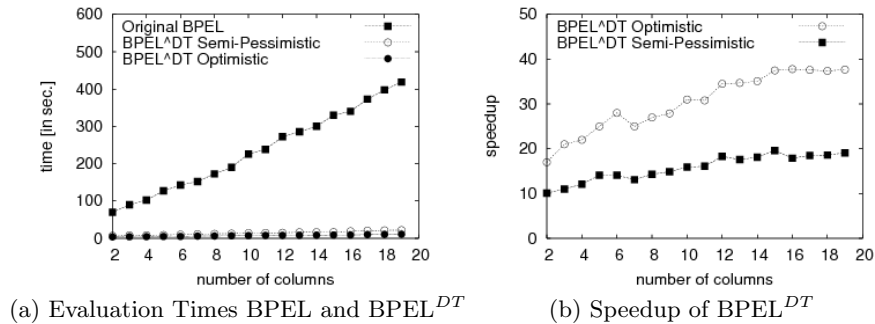 600
500
400
300
200
100
0
time [in sec.]
Original BPEL
BPEL^DT Semi-Pessimistic
BPEL^DT Optimistic
2 4 6 8 10 12 14 16 18 20
number of columns
(a) Evaluation Times BPEL and BPEL^DT
50
40
30
20
10
0
speedup
BPEL^DT Optimistic
BPEL^DT Semi-Pessimistic
2 4 6 8 10 12 14 16 18 20
number of columns
(b) Speedup of BPEL^DT